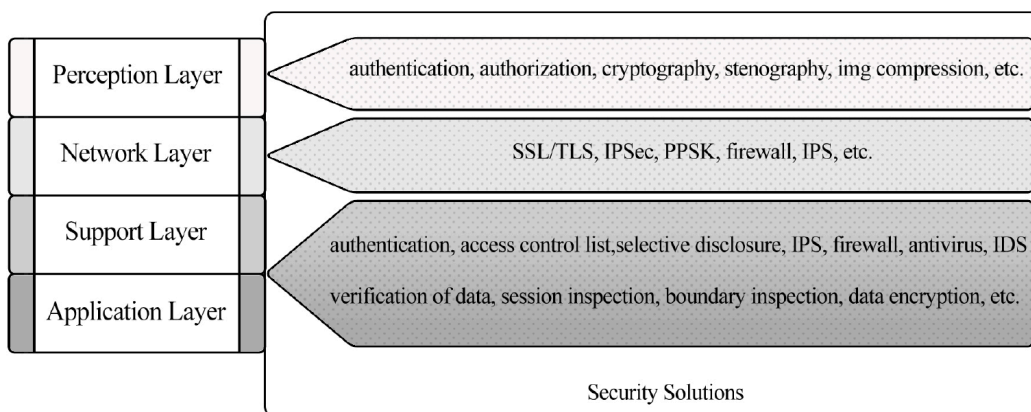 Perception Layer
authentication, authorization, cryptography, stenography, img compression, etc.
Network Layer
SSL/TLS, IPSec, PPSK, firewall, IPS, etc.
Support Layer
Application Layer
authentication, access control list,selective disclosure, IPS, firewall, antivirus, IDS
verification of data, session inspection, boundary inspection, data encryption, etc.
Security Solutions